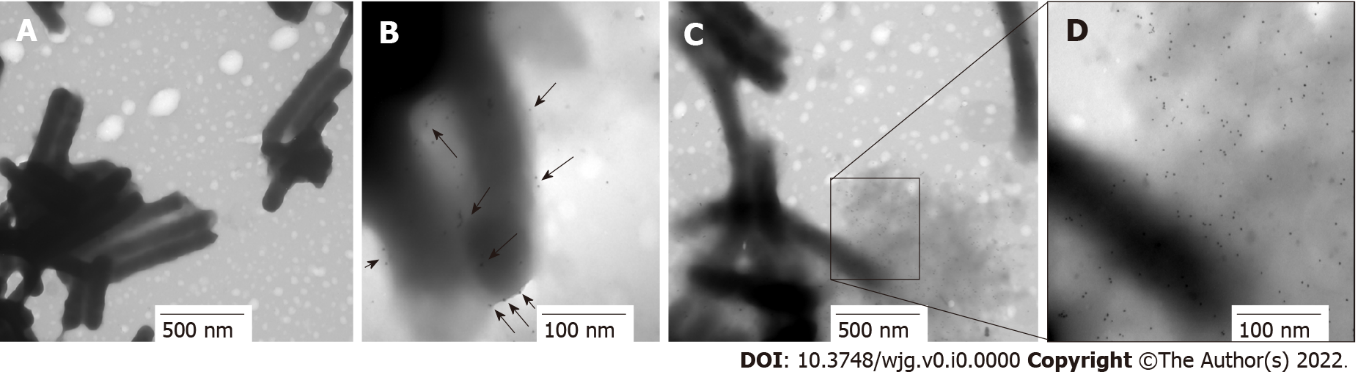 A
B
C
D
500 nm
100 nm
500 nm
100 nm
DOI: 10.3748/wjg.v0.i0.0000 Copyright ©The Author(s) 2022.